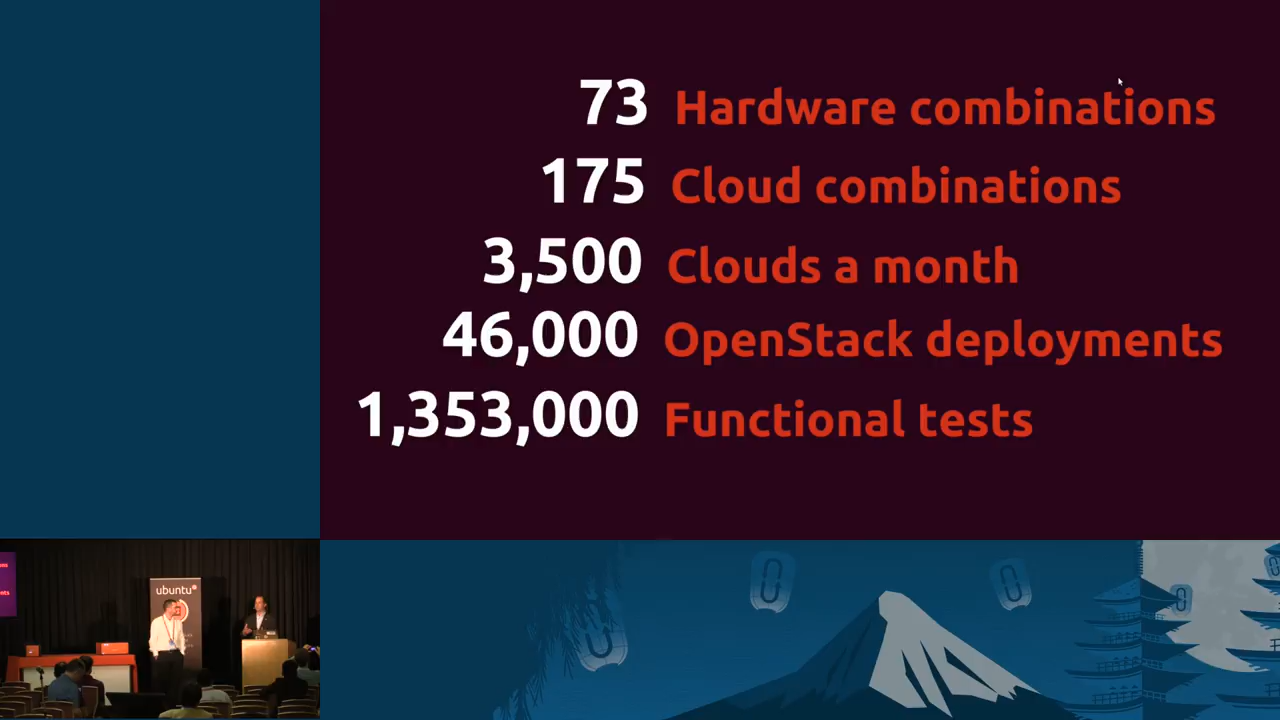 73 Hardware combinations
175 Cloud combinations
3,500 Clouds a month
46,000 OpenStack deployments
1,353,000 Functional tests
ubuntu